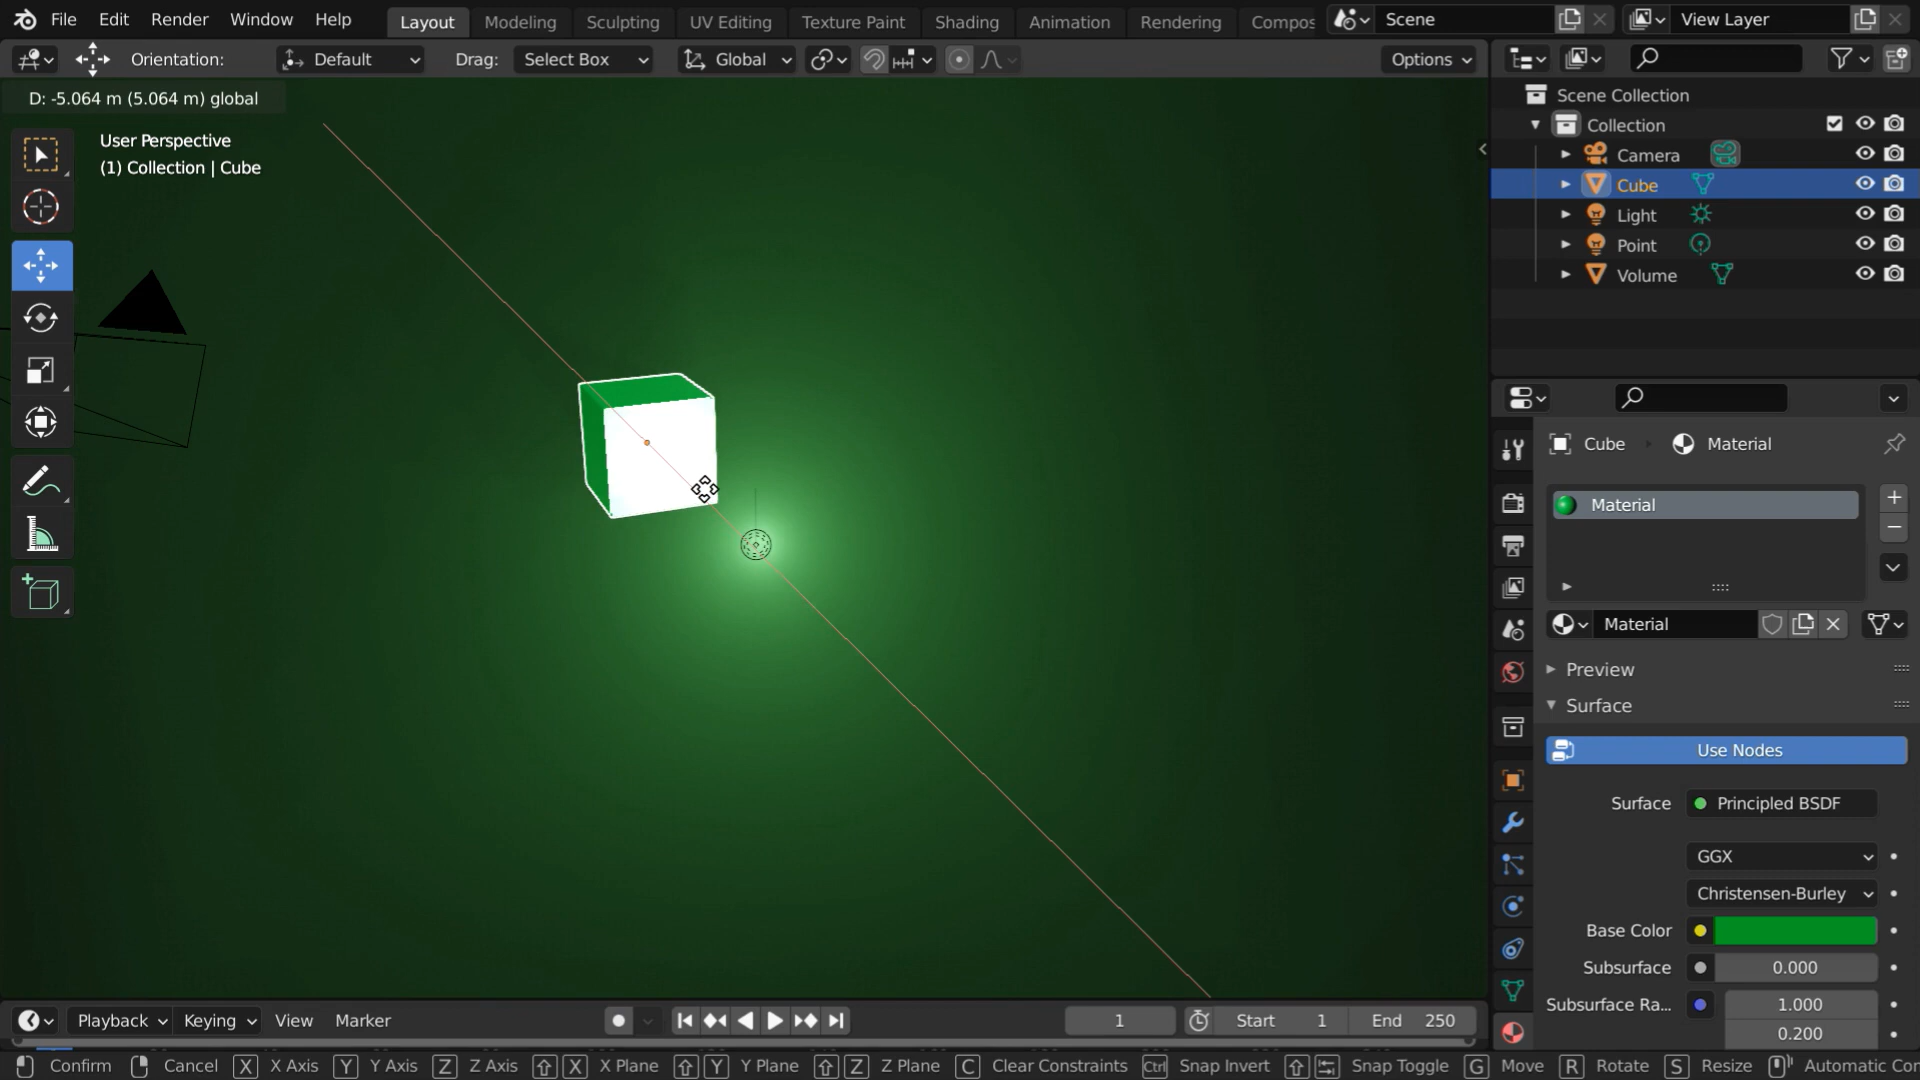 File Edit Render Window Help Layout Modeling Sculpting UV Editing Texture Paint Shading Animation Rendering Compos Scene View Layer
Orientation: Default Drag: Select Box Global Options
D: -5.064 m (5.064 m) global
User Perspective
(1) Collection | Cube
Scene Collection
Collection
Camera
Cube
Light
Point
Volume
Cube Material
Material
Material
Preview
Surface
Use Nodes
Surface Principled BSDF
GGX
Christensen-Burley
Base Color
Subsurface 0.000
Subsurface Ra... 1.000
0.200
Playback Keying View Marker 1 Start 1 End 250
Confirm Cancel X X Axis Y Y Axis Z Z Axis X X Plane Y Y Plane Z Z Plane C Clear Constraints Ctrl Snap Invert Snap Toggle G Move R Rotate S Resize Automatic Con